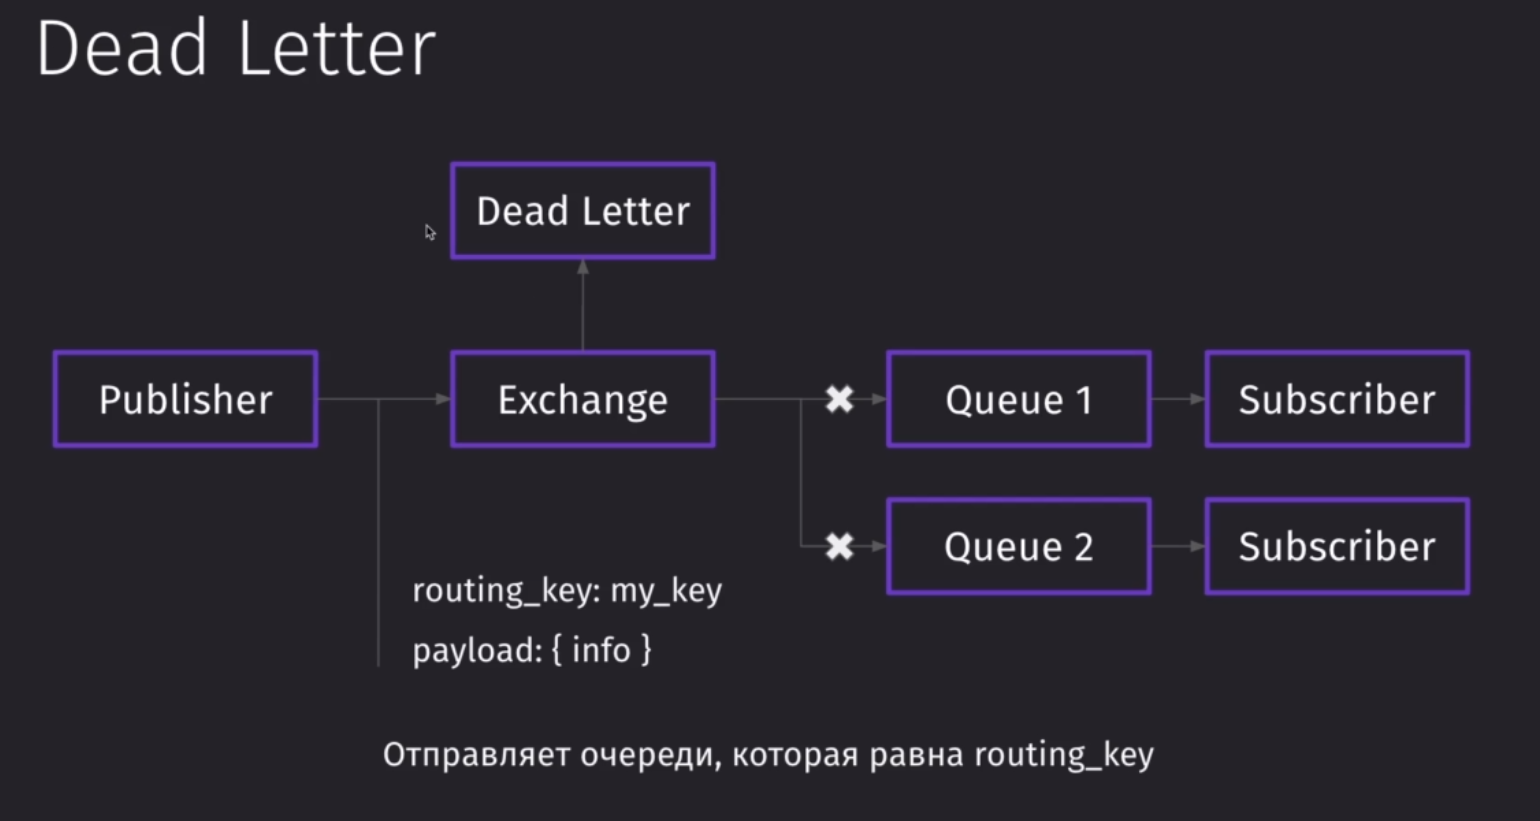 Dead Letter
Dead Letter
Publisher
Exchange
Queue 1
Subscriber
Queue 2
Subscriber
routing_key: my_key
payload: { info }
Отправляет очереди, которая равна routing_key